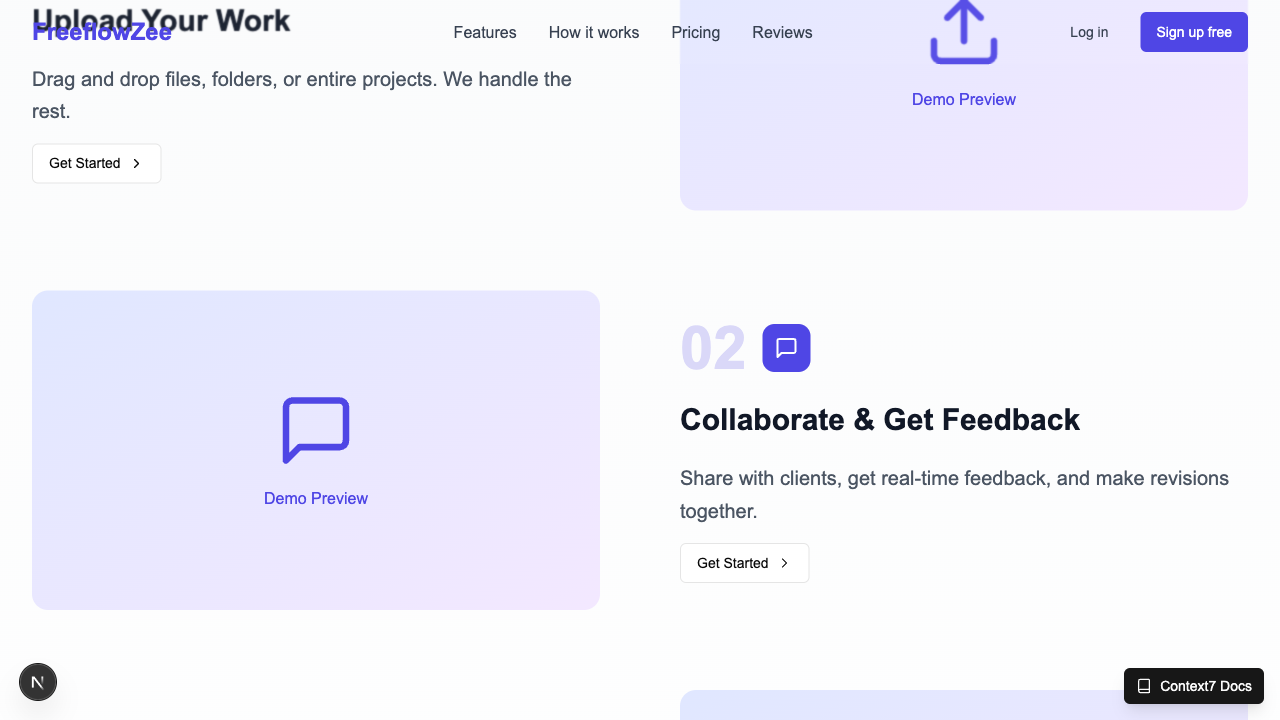 Upload Your Work
FreeflowZee
Features
How it works
Pricing
Reviews
Log in
Sign up free
Drag and drop files, folders, or entire projects. We handle the
rest.
Get Started
Demo Preview
Demo Preview
02
Collaborate & Get Feedback
Share with clients, get real-time feedback, and make revisions
together.
Get Started
N
Context7 Docs